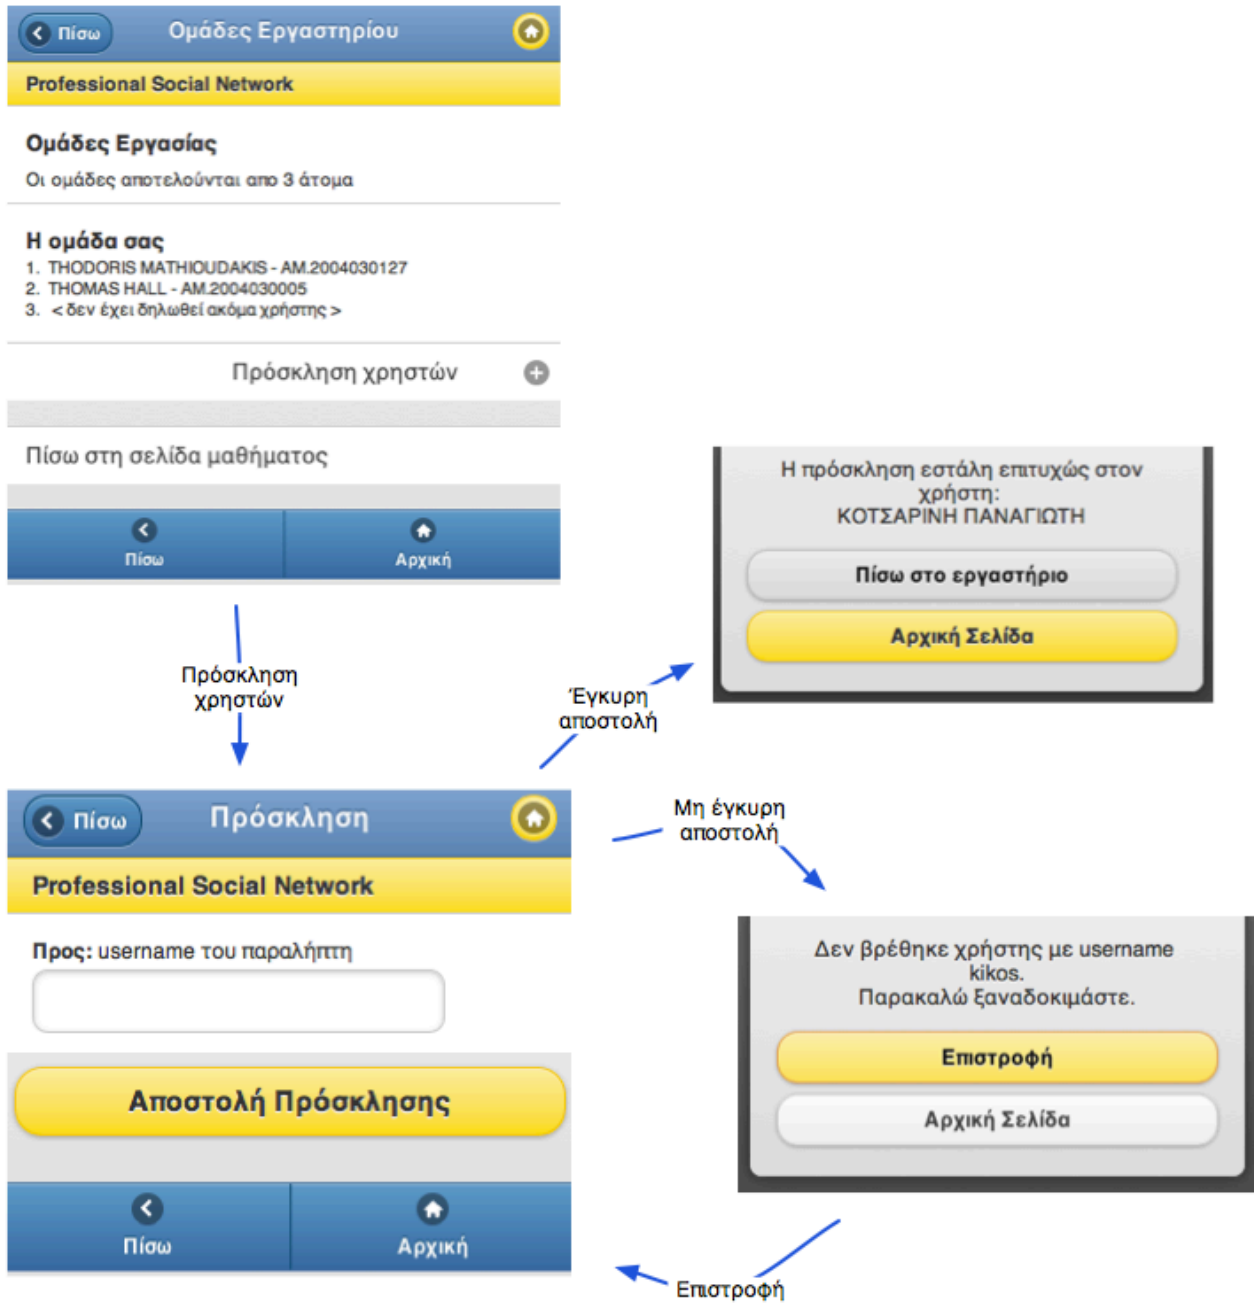 Πίσω
Ομάδες Εργαστηρίου
Professional Social Network
Ομάδες Εργασίας
Οι ομάδες αποτελούνται απο 3 άτομα
Η ομάδα σας
1. THODORIS MATHIOUDAKIS - AM.2004030127
2. THOMAS HALL - AM.2004030005
3. < δεν έχει δηλωθεί ακόμα χρήστης >
Πρόσκληση χρηστών
Πίσω στη σελίδα μαθήματος
Πίσω
Αρχική
Πρόσκληση
χρηστών
Έγκυρη
αποστολή
Η πρόσκληση εστάλη επιτυχώς στον
χρήστη:
ΚΟΤΣΑΡΙΝΗ ΠΑΝΑΓΙΩΤΗ
Πίσω στο εργαστήριο
Αρχική Σελίδα
Πίσω
Πρόσκληση
Professional Social Network
Προς: username του παραλήπτη
Αποστολή Πρόσκλησης
Πίσω
Αρχική
Μη έγκυρη
αποστολή
Δεν βρέθηκε χρήστης με username
kikos.
Παρακαλώ ξαναδοκιμάστε.
Επιστροφή
Αρχική Σελίδα
Επιστροφή